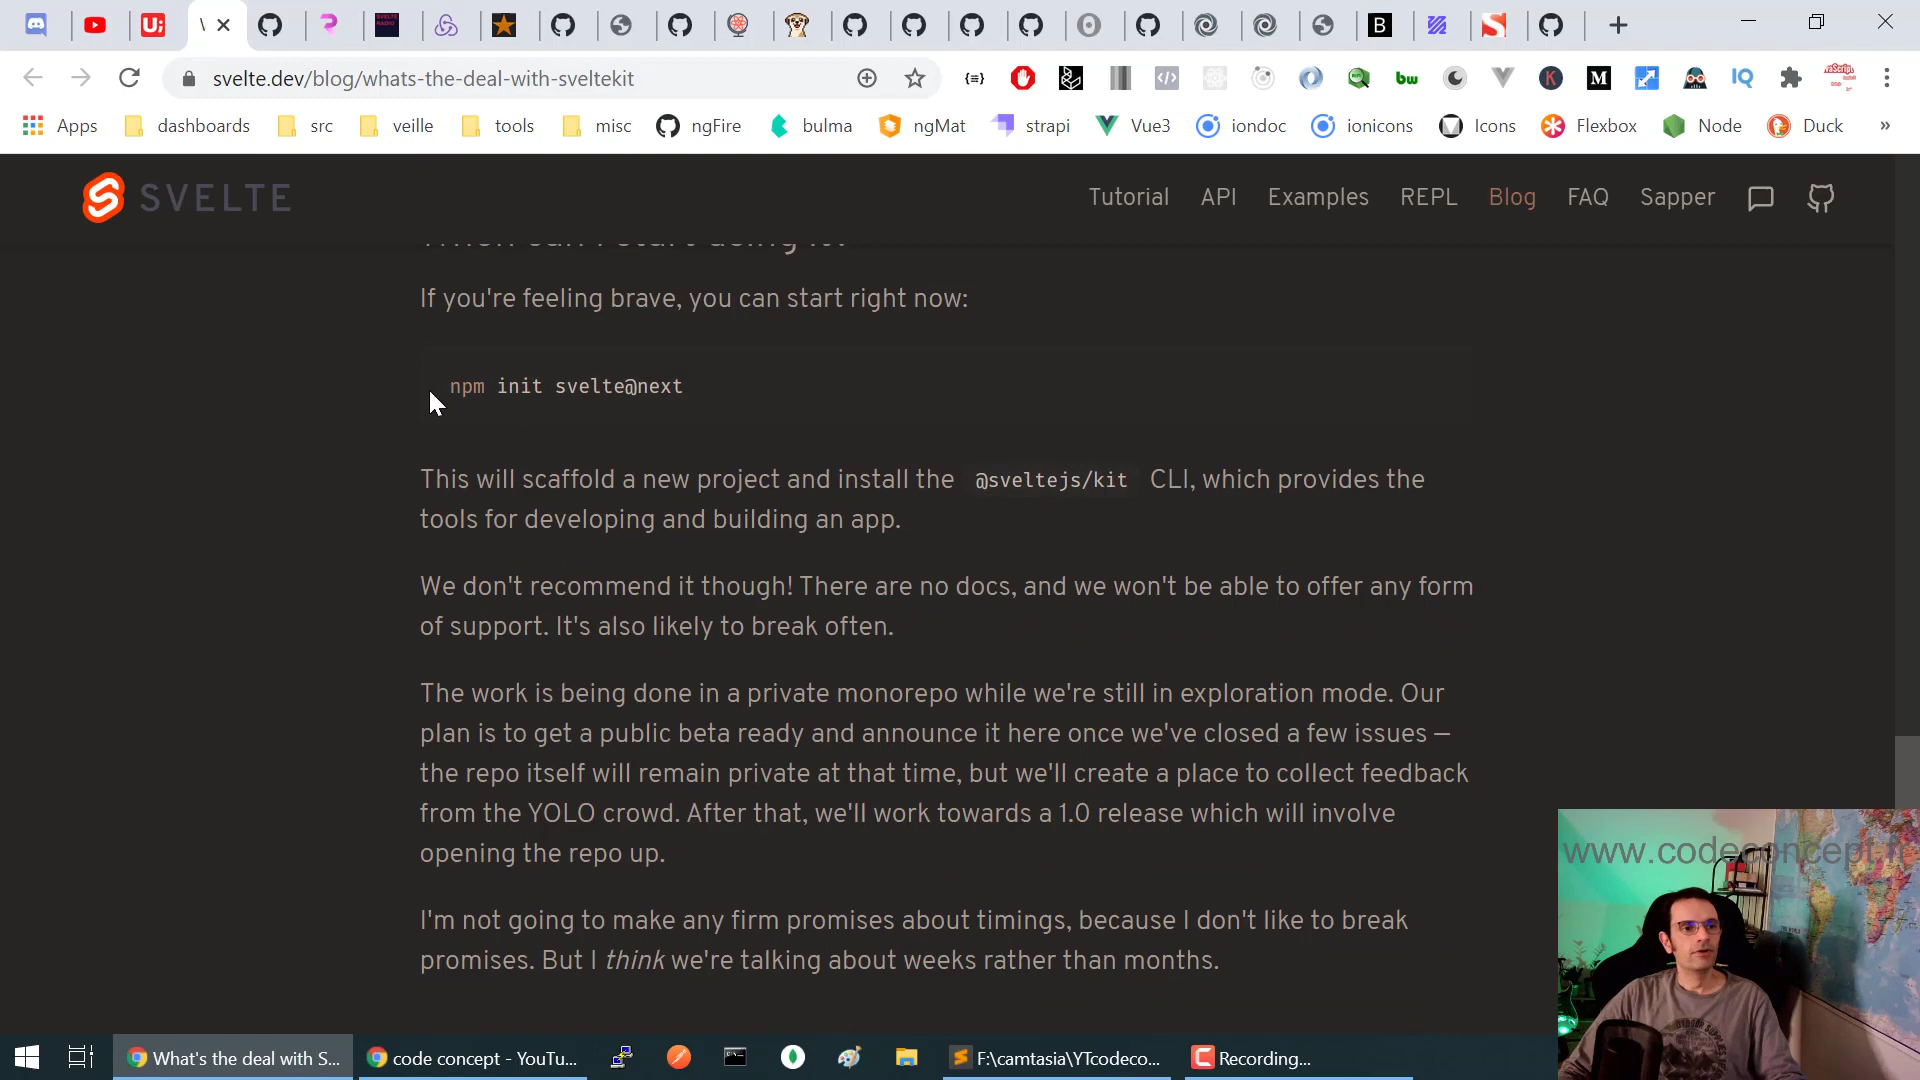 svelte.dev/blog/whats-the-deal-with-sveltekit
Apps
dashboards
src
veille
tools
misc
ngFire
bulma
ngMat
strapi
Vue3
iondoc
ionicons
Icons
Flexbox
Node
Duck
»
SVELTE
Tutorial
API
Examples
REPL
Blog
FAQ
Sapper
If you're feeling brave, you can start right now:
npm init svelte@next
This will scaffold a new project and install the @sveltejs/kit CLI, which provides the
tools for developing and building an app.
We don't recommend it though! There are no docs, and we won't be able to offer any form
of support. It's also likely to break often.
The work is being done in a private monorepo while we're still in exploration mode. Our
plan is to get a public beta ready and announce it here once we've closed a few issues —
the repo itself will remain private at that time, but we'll create a place to collect feedback
from the YOLO crowd. After that, we'll work towards a 1.0 release which will involve
opening the repo up.
I'm not going to make any firm promises about timings, because I don't like to break
promises. But I think we're talking about weeks rather than months.
www.codeconcept.fr
What's the deal with S...
code concept - YouTu...
F:\camtasia\YTcodeco...
Recording...